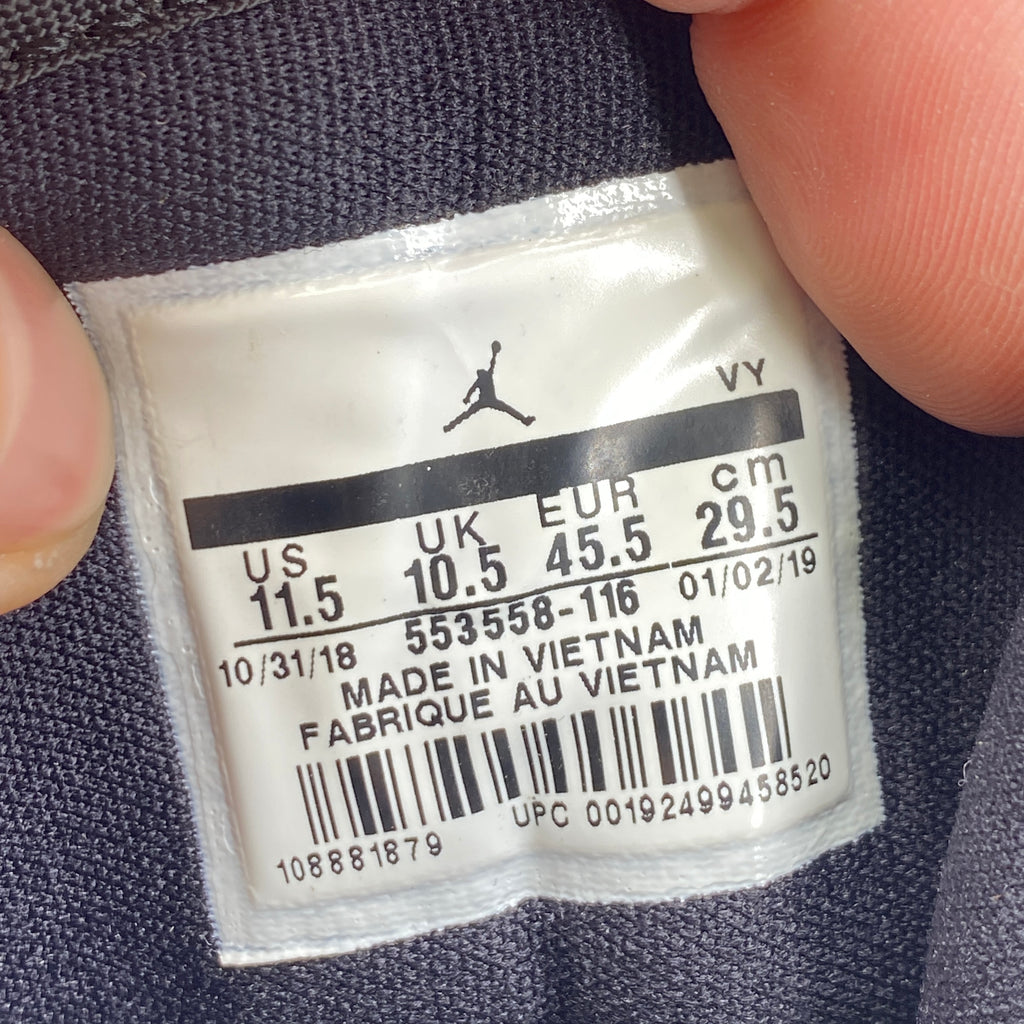 VY
US UK EUR cm
11.5 10.5 45.5 29.5
10/31/18 553558-116 01/02/19
MADE IN VIETNAM
FABRIQUE AU VIETNAM
108881879 UPC 00192499458520